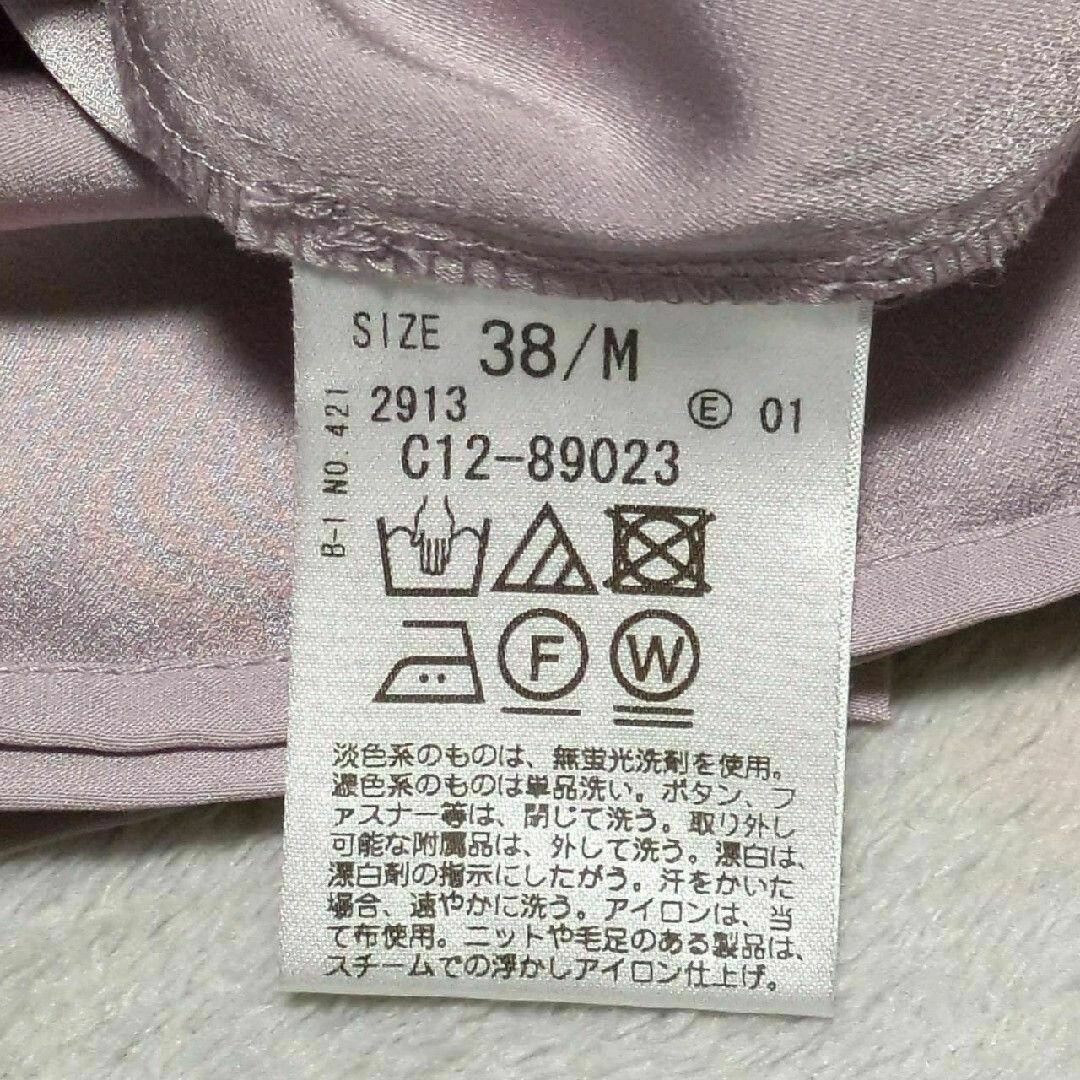 SIZE 38/M
2913 Ⓔ 01
C12-89023
B-1 NO.421
F W
淡色系のものは、無蛍光洗剤を使用。
濃色系のものは単品洗い。ボタン、フ
ァスナー等は、閉じて洗う。取り外し
可能な附属品は、外して洗う。漂白は、
漂白剤の指示にしたがう。汗をかいた
場合、速やかに洗う。アイロンは、当
て布使用。ニットや毛足のある製品は、
スチームでの浮かしアイロン仕上げ。